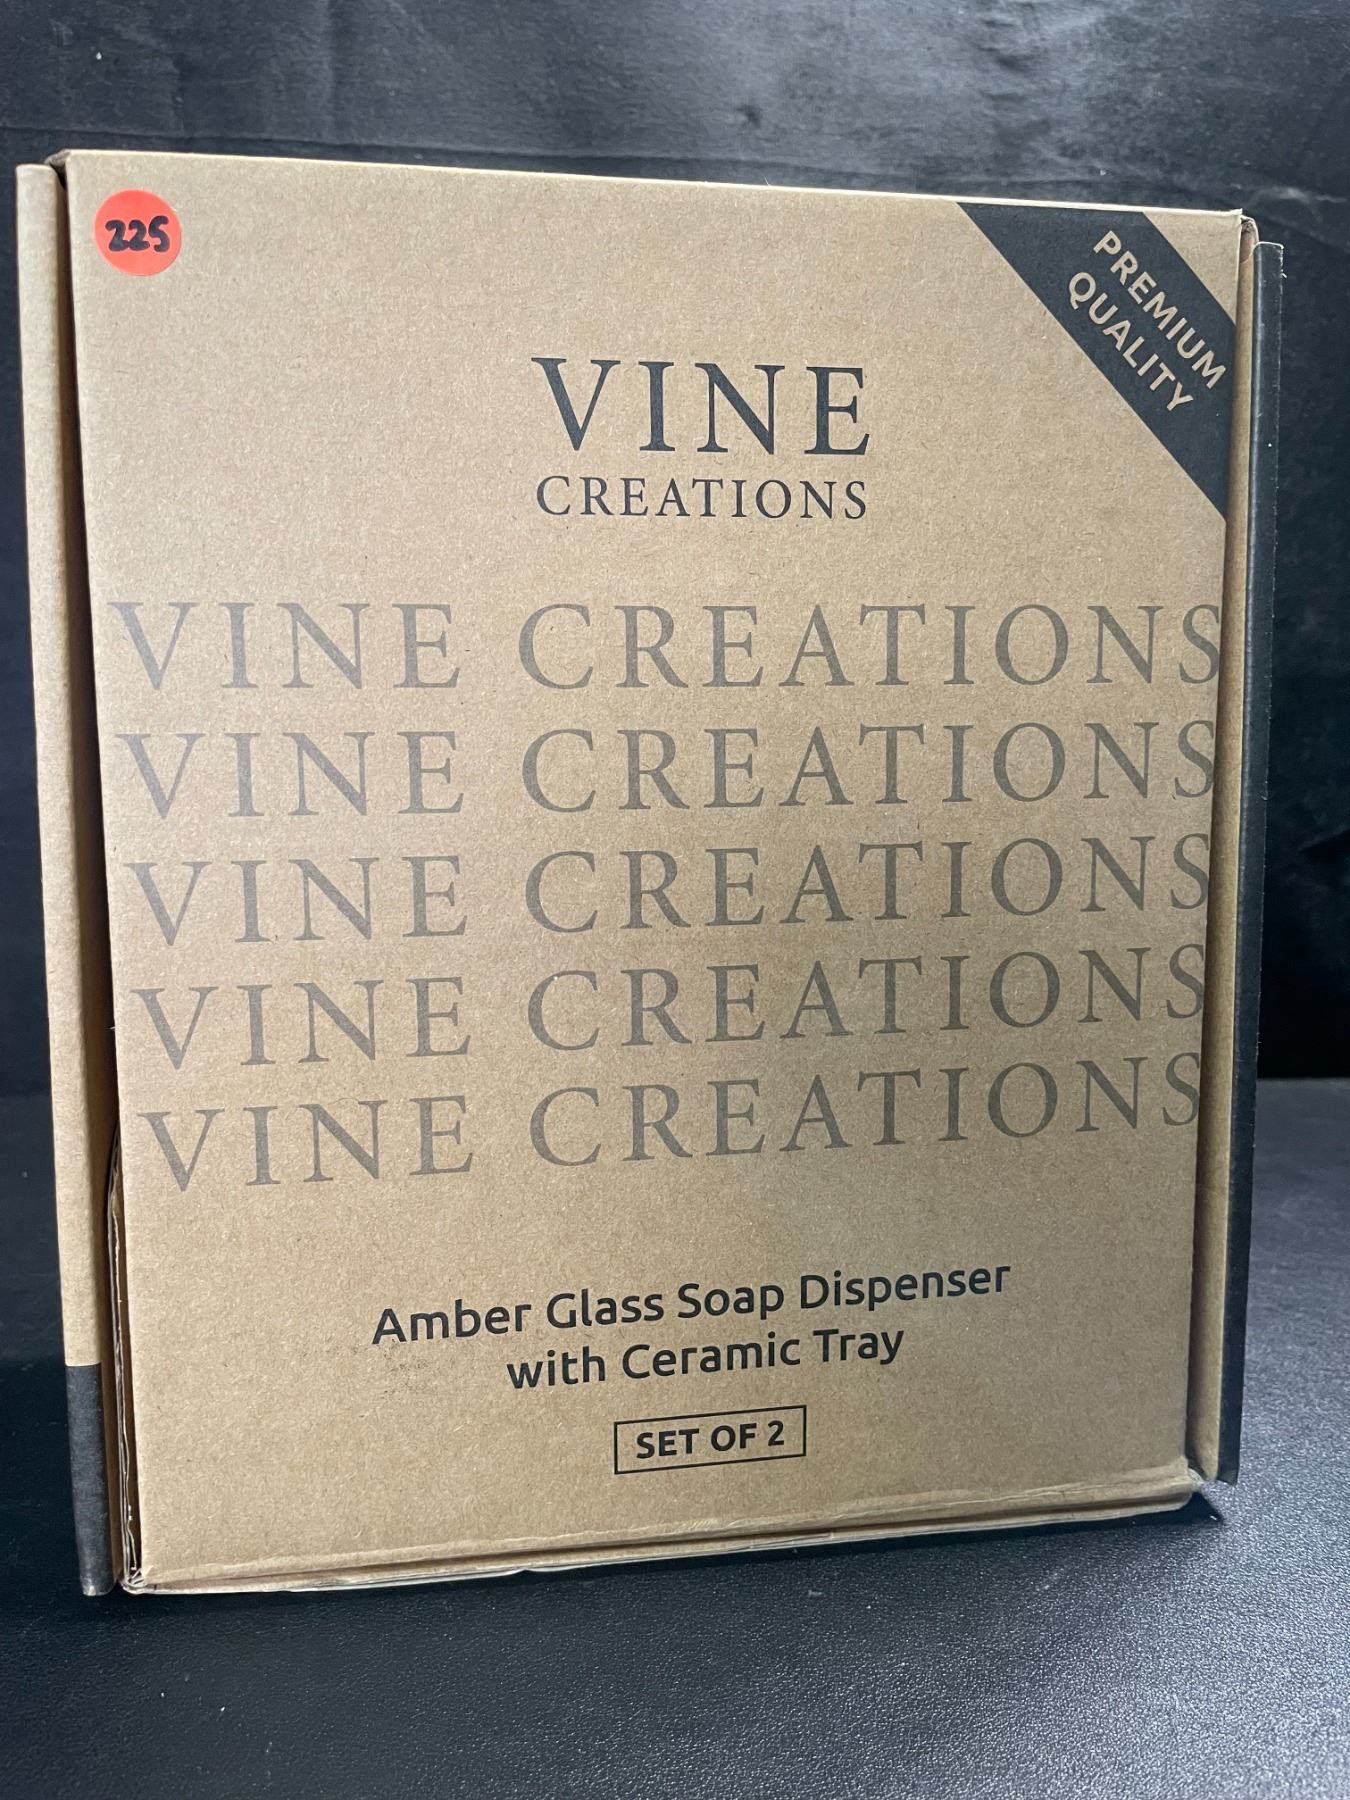 225
PREMIUM
QUALITY
VINE
CREATIONS
VINE CREATIONS
VINE CREATIONS
VINE CREATIONS
VINE CREATIONS
VINE CREATIONS
Amber Glass Soap Dispenser
with Ceramic Tray
SET OF 2